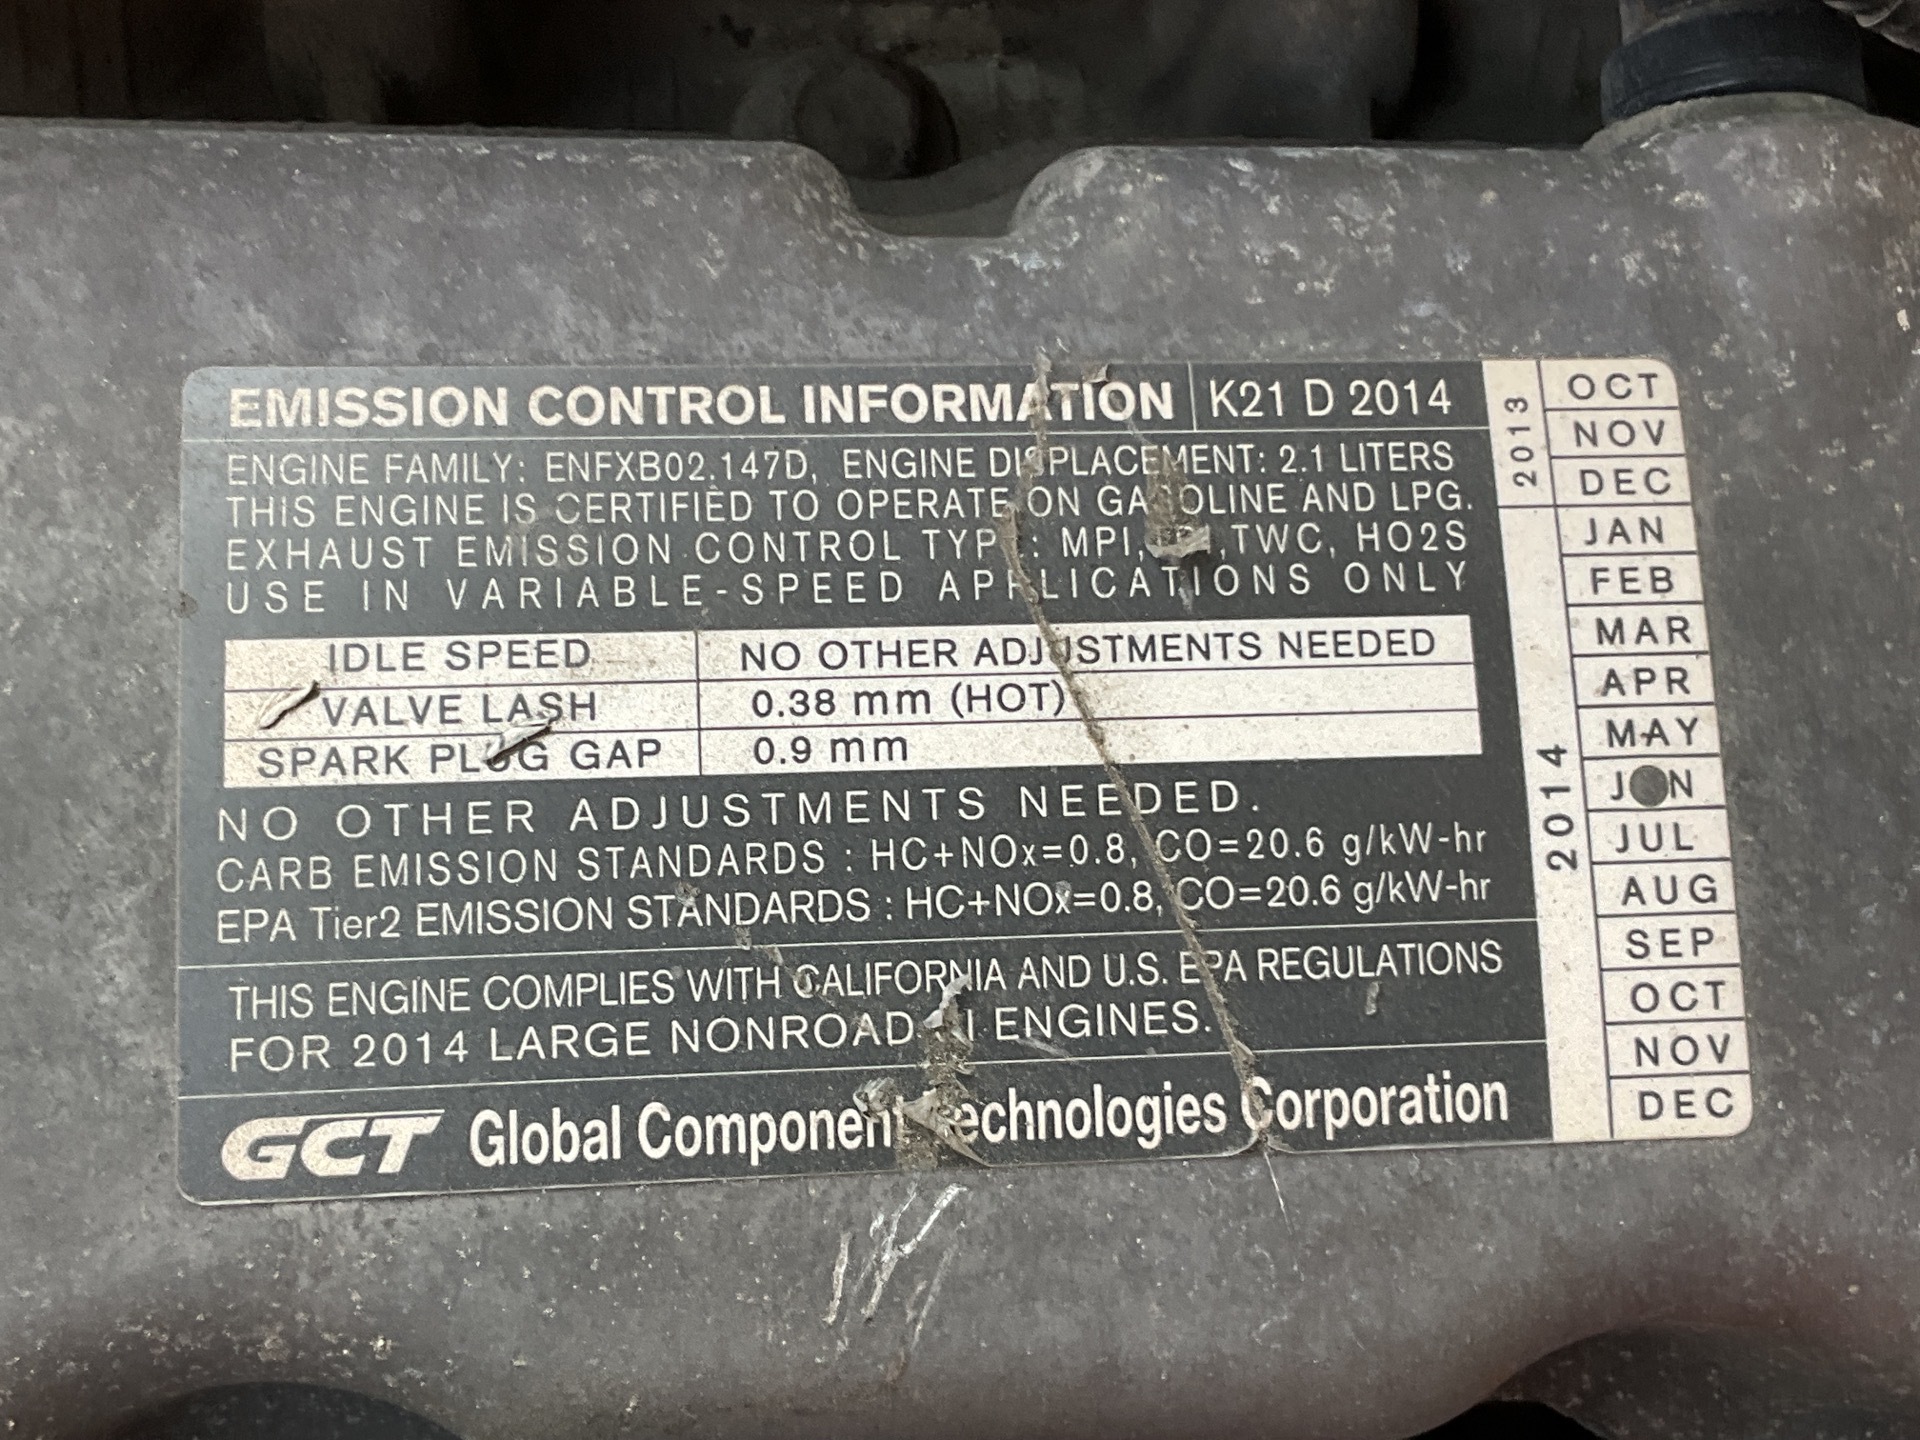 EMISSION CONTROL INFORMATION K21 D 2014
ENGINE FAMILY: ENFXB02.147D, ENGINE DISPLACEMENT: 2.1 LITERS
THIS ENGINE IS CERTIFIED TO OPERATE ON GASOLINE AND LPG.
EXHAUST EMISSION CONTROL TYPE: MPI, ,TWC, HO2S
USE IN VARIABLE-SPEED APPLICATIONS ONLY
IDLE SPEED NO OTHER ADJUSTMENTS NEEDED
VALVE LASH 0.38 mm (HOT)
SPARK PLUG GAP 0.9 mm
NO OTHER ADJUSTMENTS NEEDED.
CARB EMISSION STANDARDS : HC+NOx=0.8, CO=20.6 g/kW-hr
EPA Tier2 EMISSION STANDARDS : HC+NOx=0.8, CO=20.6 g/kW-hr
THIS ENGINE COMPLIES WITH CALIFORNIA AND U.S. EPA REGULATIONS
FOR 2014 LARGE NONROAD ENGINES.
GCT Global Component Technologies Corporation
2013
OCT
NOV
DEC
2014
JAN
FEB
MAR
APR
MAY
JUN
JUL
AUG
SEP
OCT
NOV
DEC